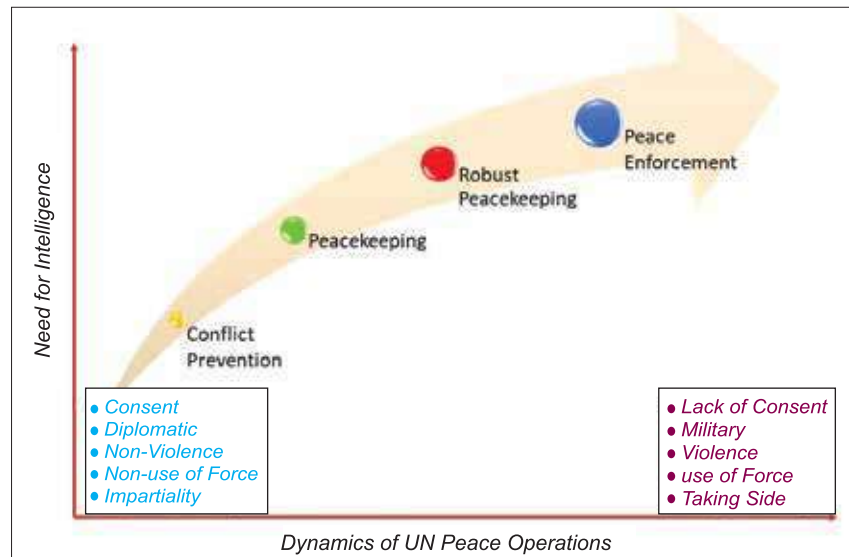 Need for Intelligence
Peace
Enforcement
Robust
Peacekeeping
Peacekeeping
Conflict
Prevention
• Consent
• Diplomatic
• Non-Violence
• Non-use of Force
• Impartiality
• Lack of Consent
• Military
• Violence
• use of Force
• Taking Side
Dynamics of UN Peace Operations